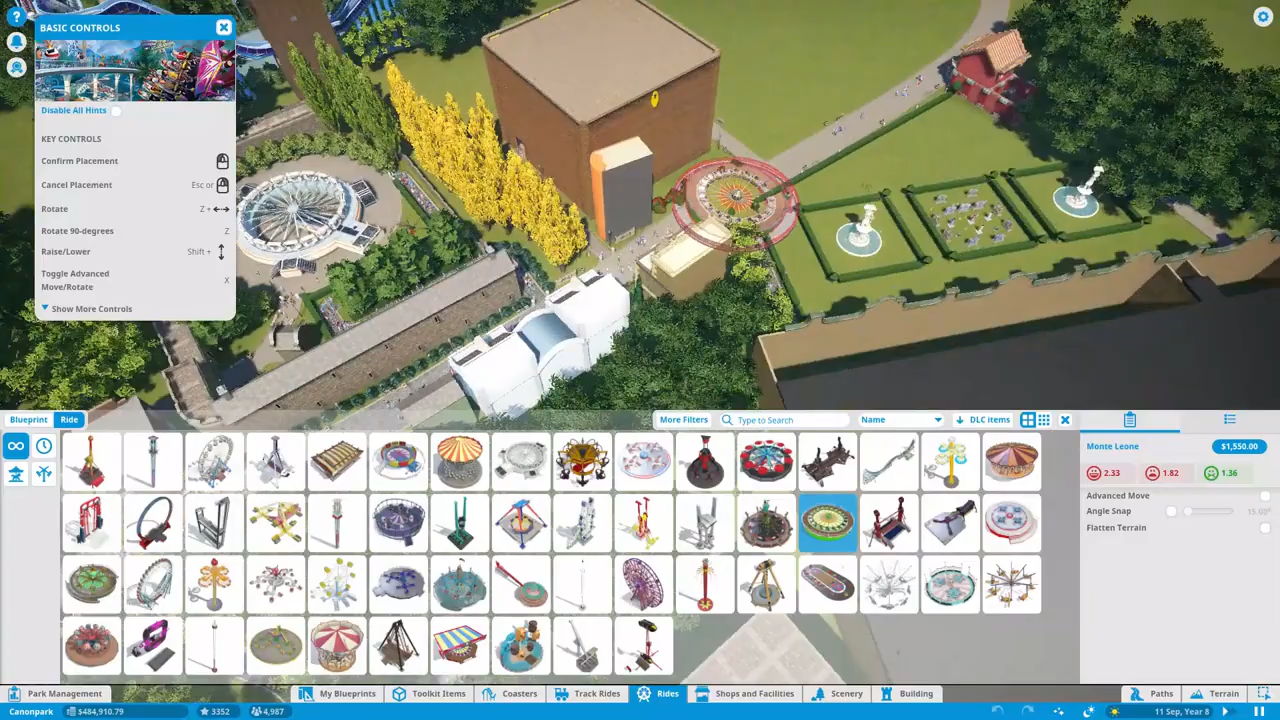 BASIC CONTROLS
Disable All Hints
KEY CONTROLS
Confirm Placement
Cancel Placement Esc or
Rotate Z +
Rotate 90-degrees Z
Raise/Lower Shift +
Toggle Advanced
Move/Rotate X
Show More Controls
Blueprint Ride More Filters Type to Search Name DLC items
Monte Leone $1,550.00
2.33 1.82 1.36
Advanced Move
Angle Snap 15.00°
Flatten Terrain
Park Management My Blueprints Toolkit Items Coasters Track Rides Rides Shops and Facilities Scenery Building Paths Terrain
Canonpark $484,910.79 3352 4,987 11 Sep, Year 8